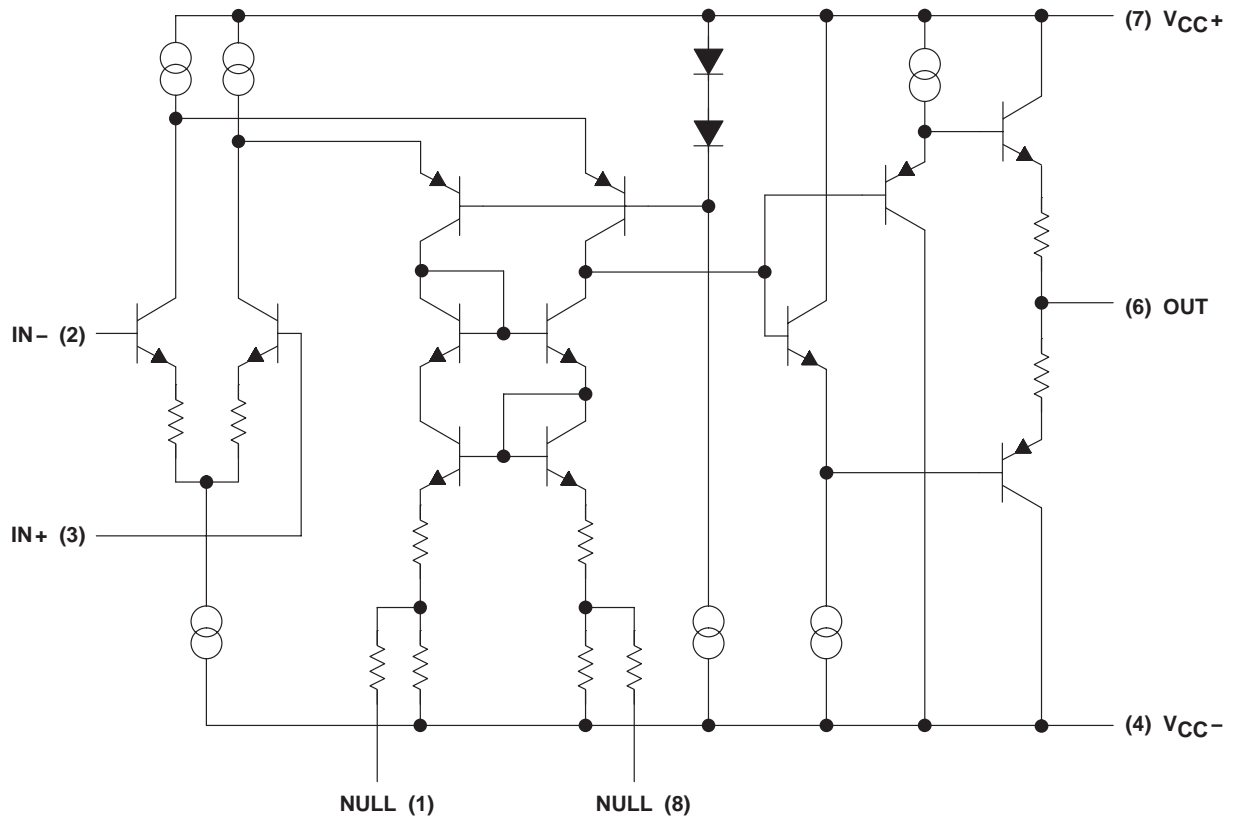 (7) VCC+
IN− (2)
(6) OUT
IN+ (3)
(4) VCC−
NULL (1)
NULL (8)